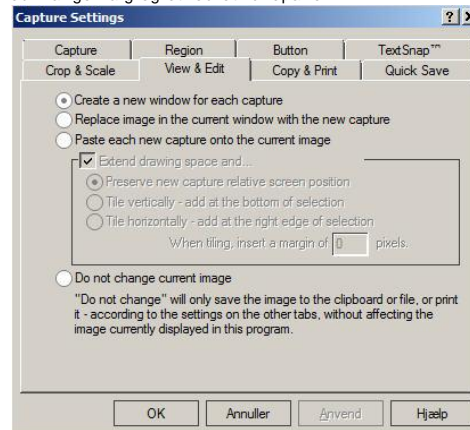 Capture Settings
Capture Region Button TextSnap™
Crop & Scale View & Edit Copy & Print Quick Save
Create a new window for each capture
Replace image in the current window with the new capture
Paste each new capture onto the current image
Extend drawing space and...
Preserve new capture relative screen position
Tile vertically - add at the bottom of selection
Tile horizontally - add at the right edge of selection
When tiling, insert a margin of 0 pixels.
Do not change current image
"Do not change" will only save the image to the clipboard or file, or print
it - according to the settings on the other tabs, without affecting the
image currently displayed in this program.
OK Annuller Anvend Hjælp